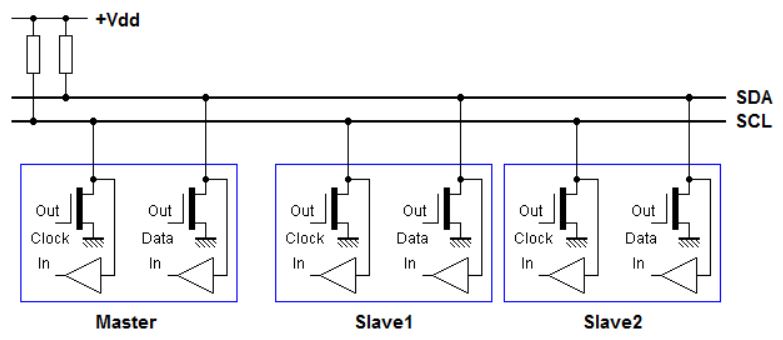 +Vdd
SDA
SCL
Out Out Out Out Out Out
Clock Data Clock Data Clock Data
In In In In In In
Master Slave1 Slave2